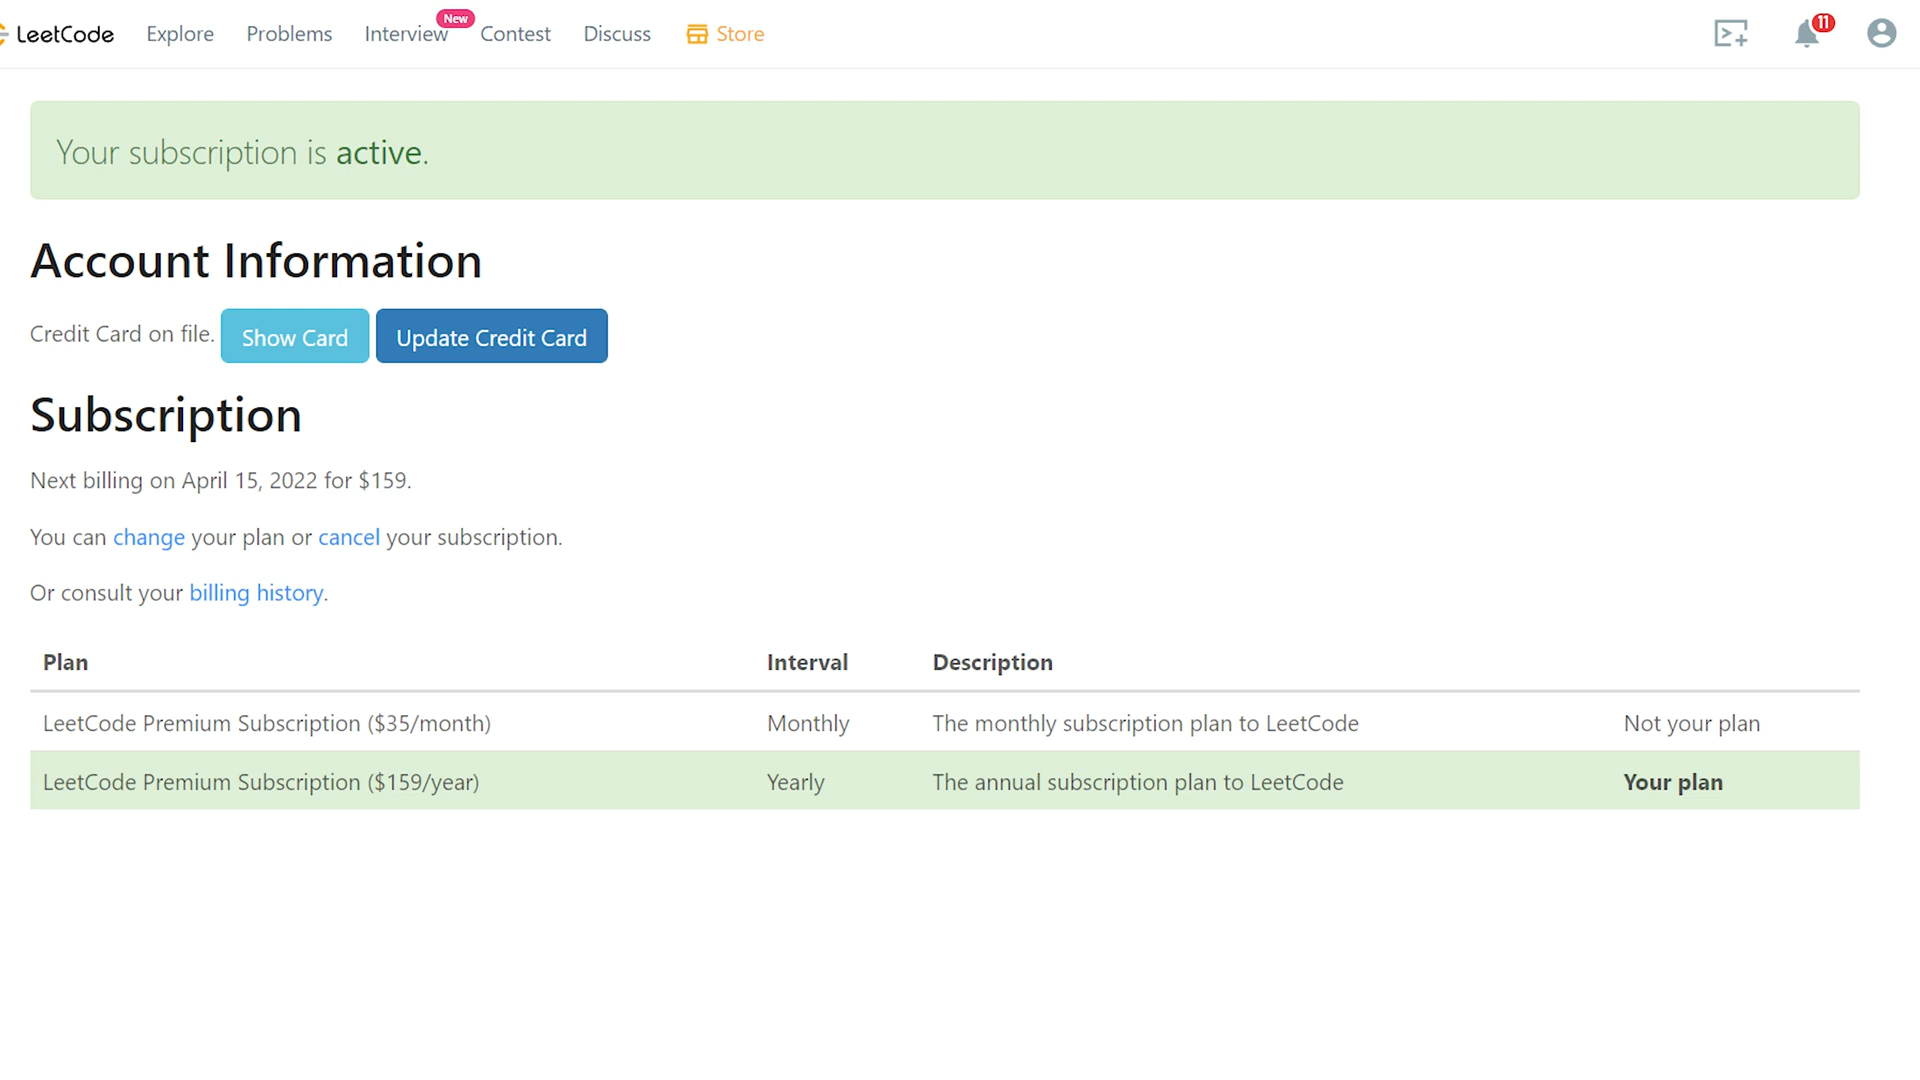 LeetCode Explore Problems Interview New Contest Discuss Store 11
Your subscription is active.
Account Information
Credit Card on file. Show Card Update Credit Card
Subscription
Next billing on April 15, 2022 for $159.
You can change your plan or cancel your subscription.
Or consult your billing history.
Plan Interval Description
LeetCode Premium Subscription ($35/month) Monthly The monthly subscription plan to LeetCode Not your plan
LeetCode Premium Subscription ($159/year) Yearly The annual subscription plan to LeetCode Your plan